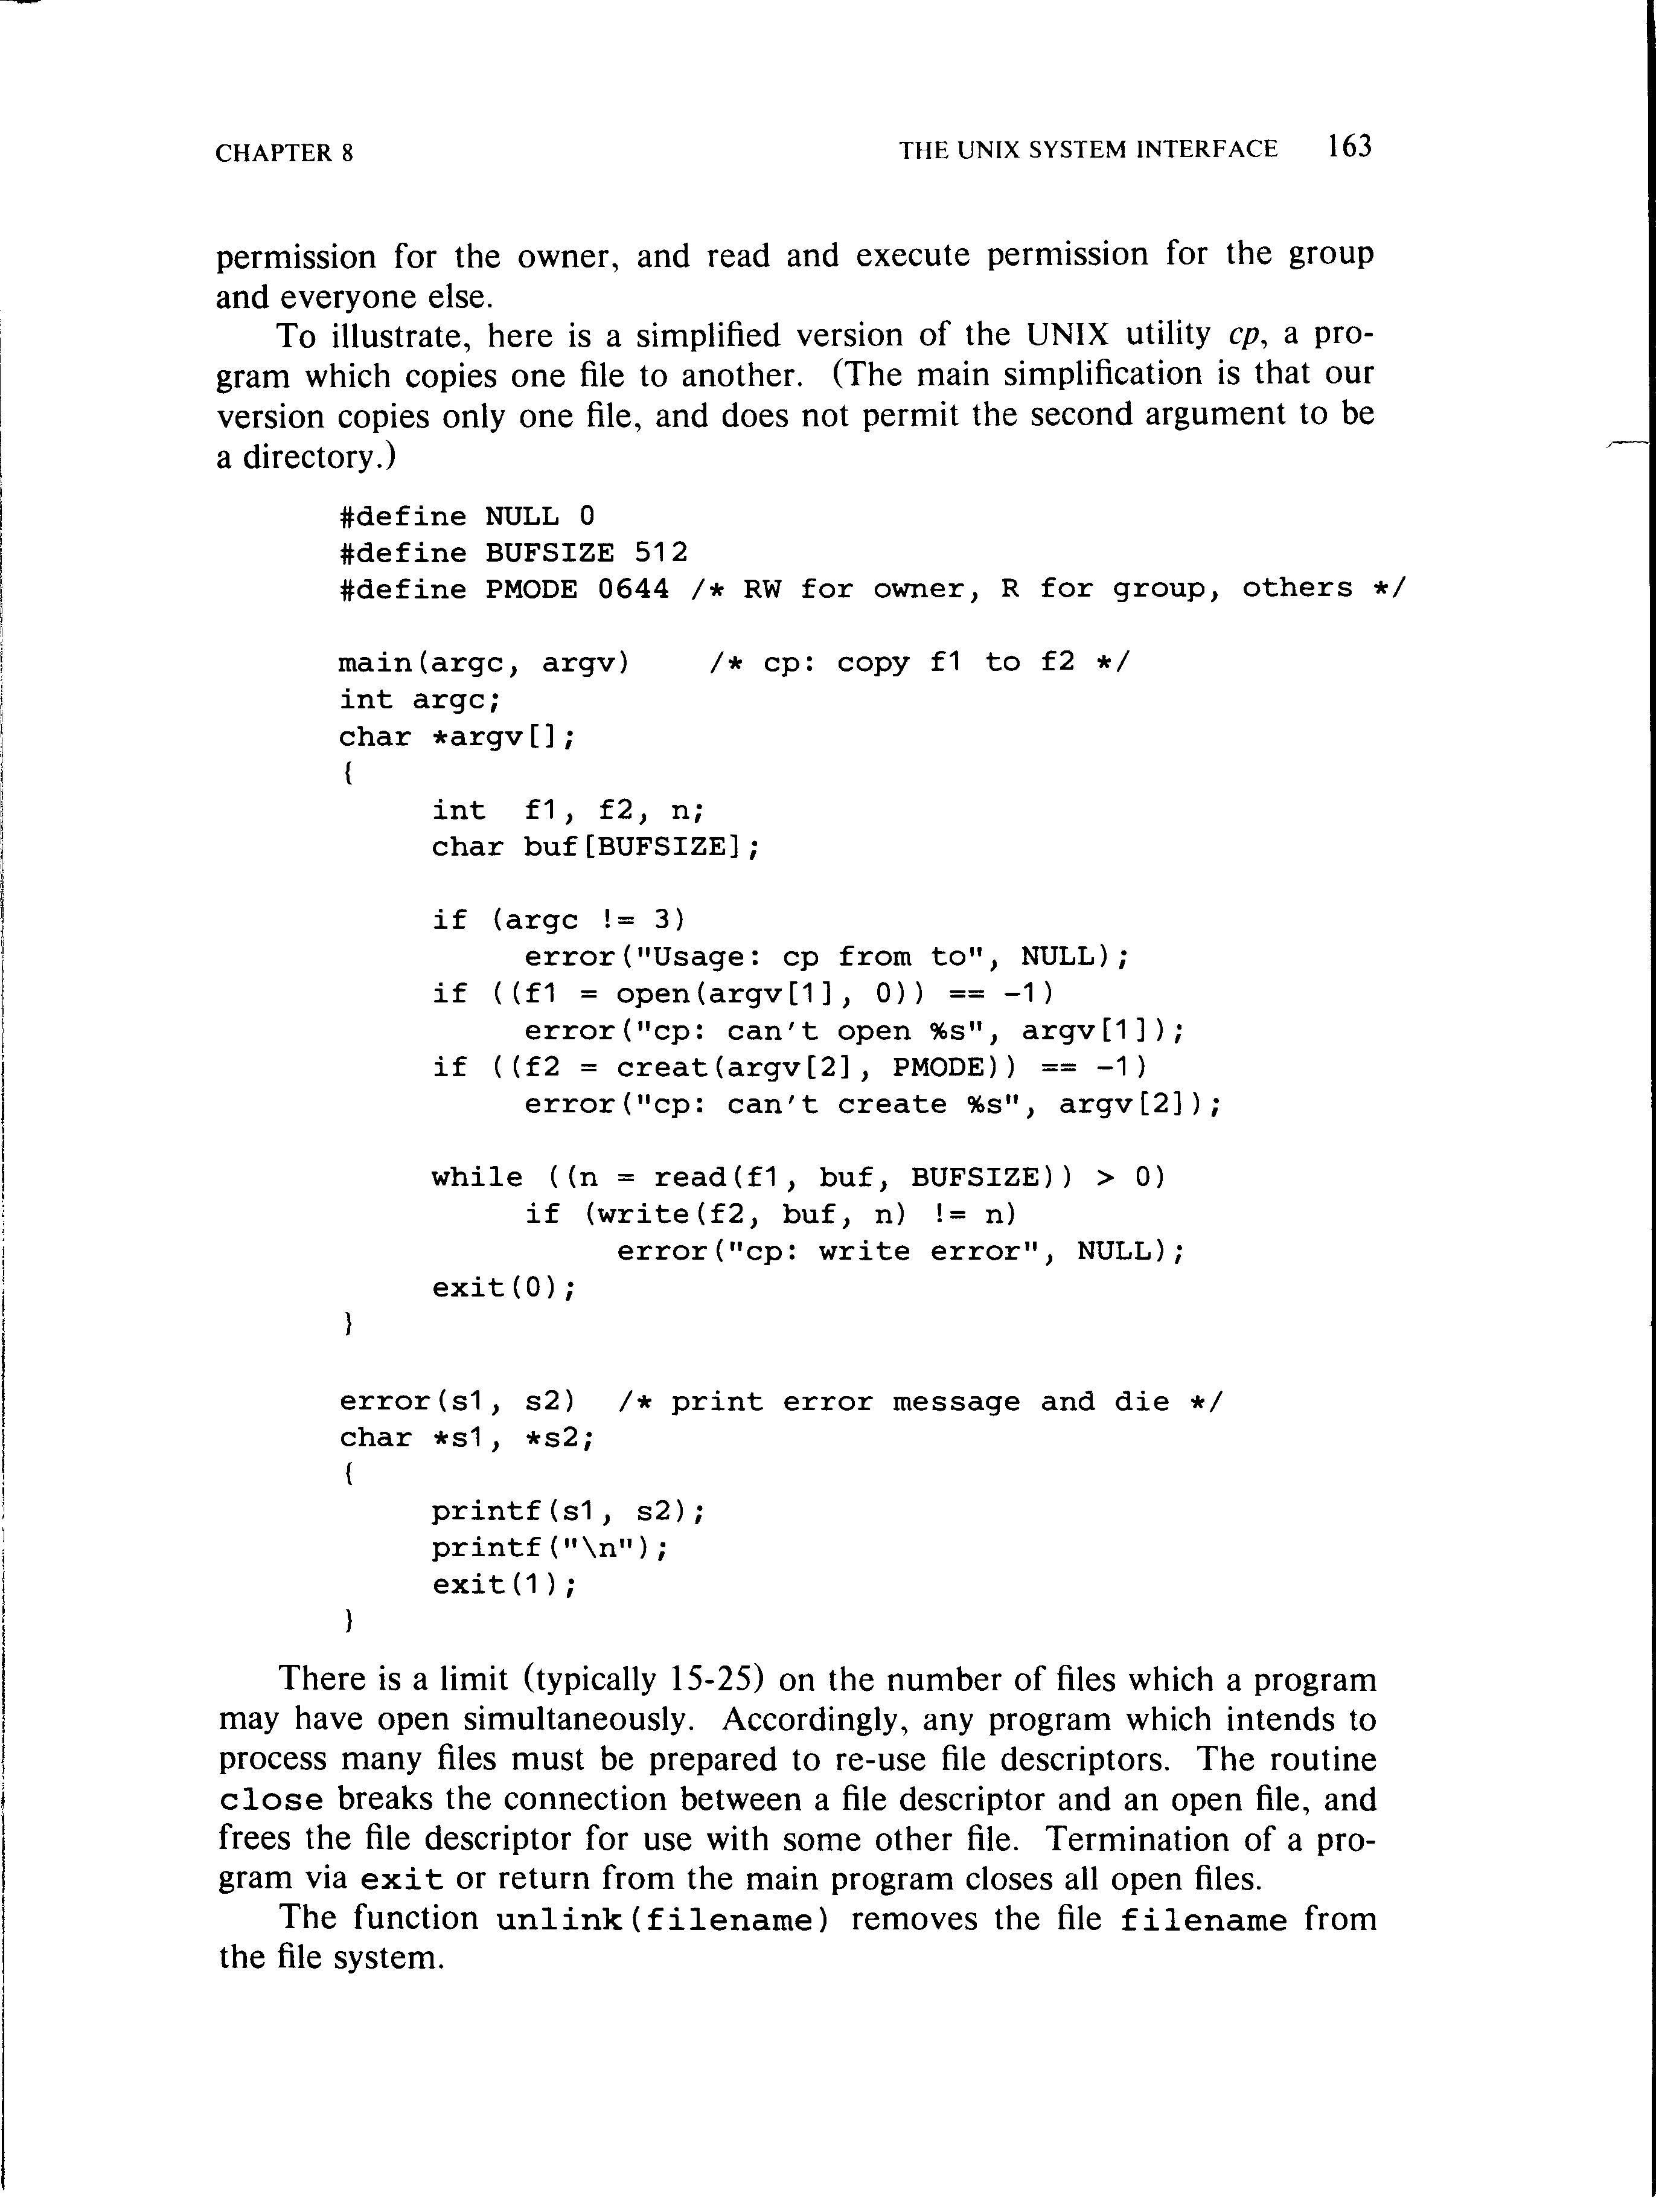 CHAPTER 8 THE UNIX SYSTEM INTERFACE 163
permission for the owner, and read and execute permission for the group
and everyone else.
To illustrate, here is a simplified version of the UNIX utility cp, a pro-
gram which copies one file to another. (The main simplification is that our
version copies only one file, and does not permit the second argument to be
a directory.)
#define NULL 0
#define BUFSIZE 512
#define PMODE 0644 /* RW for owner, R for group, others */
main(argc, argv) /* cp: copy f1 to f2 */
int argc;
char *argv[];
{
int f1, f2, n;
char buf[BUFSIZE];
if (argc != 3)
error("Usage: cp from to", NULL);
if ((f1 = open(argv[1], 0)) == -1)
error("cp: can't open %s", argv[1]);
if ((f2 = creat(argv[2], PMODE)) == -1)
error("cp: can't create %s", argv[2]);
while ((n = read(f1, buf, BUFSIZE)) > 0)
if (write(f2, buf, n) != n)
error("cp: write error", NULL);
exit(0);
}
error(s1, s2) /* print error message and die */
char *s1, *s2;
{
printf(s1, s2);
printf("\n");
exit(1);
}
There is a limit (typically 15-25) on the number of files which a program
may have open simultaneously. Accordingly, any program which intends to
process many files must be prepared to re-use file descriptors. The routine
close breaks the connection between a file descriptor and an open file, and
frees the file descriptor for use with some other file. Termination of a pro-
gram via exit or return from the main program closes all open files.
The function unlink(filename) removes the file filename from
the file system.